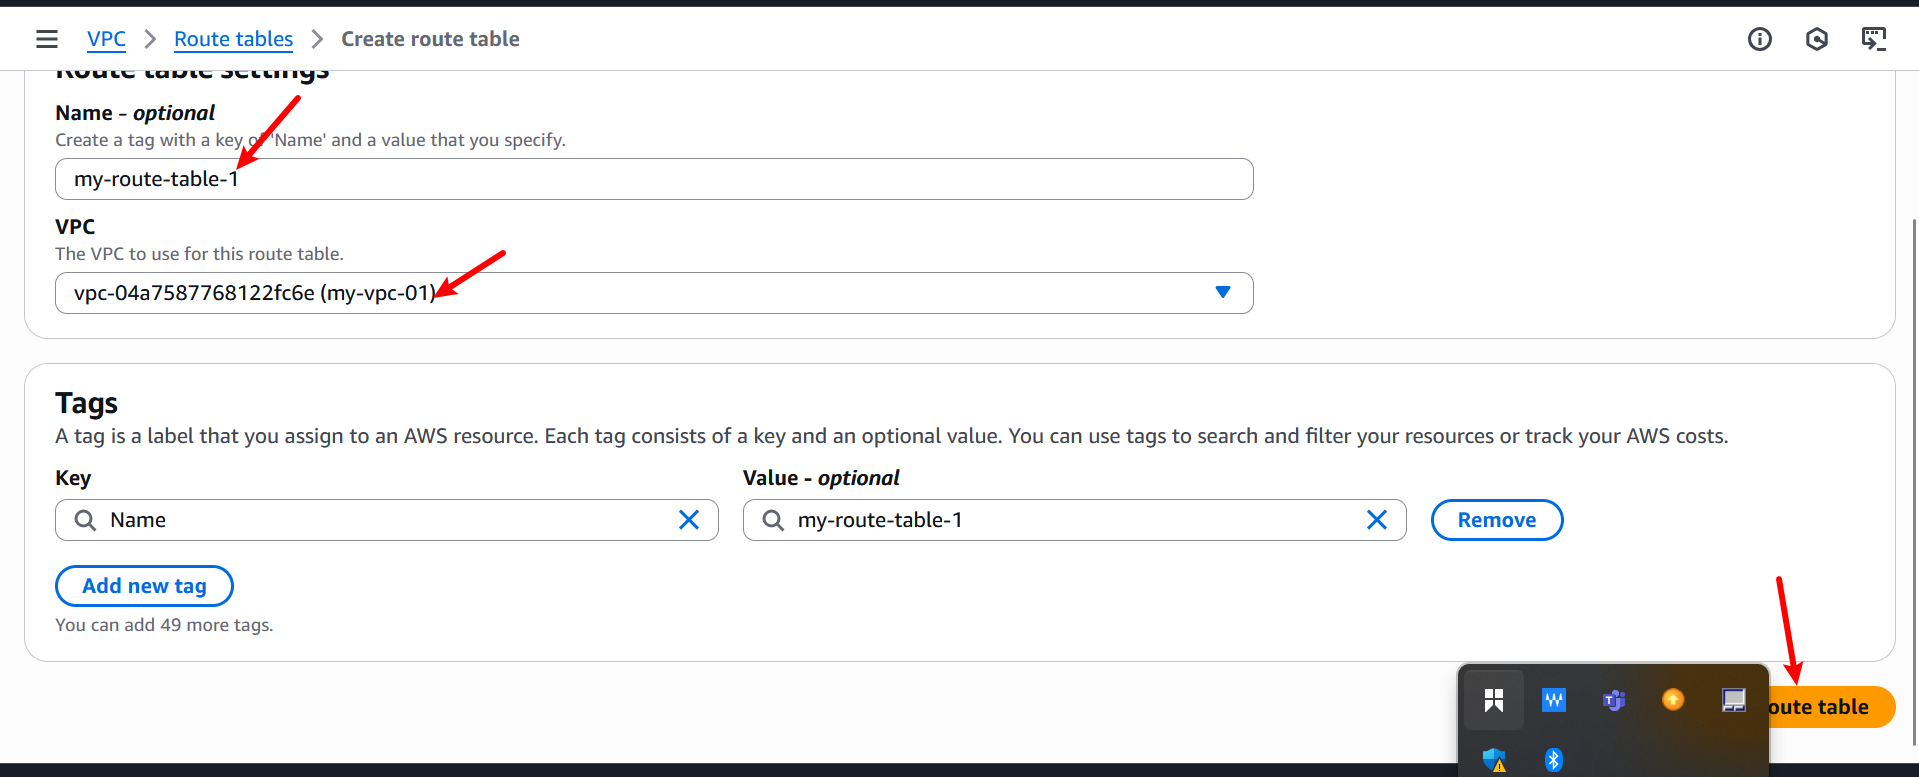 VPC > Route tables > Create route table
Route table settings
Name - optional
Create a tag with a key of 'Name' and a value that you specify.
my-route-table-1
VPC
The VPC to use for this route table.
vpc-04a7587768122fc6e (my-vpc-01)
Tags
A tag is a label that you assign to an AWS resource. Each tag consists of a key and an optional value. You can use tags to search and filter your resources or track your AWS costs.
Key
Value - optional
Name
my-route-table-1
Remove
Add new tag
You can add 49 more tags.
oute table